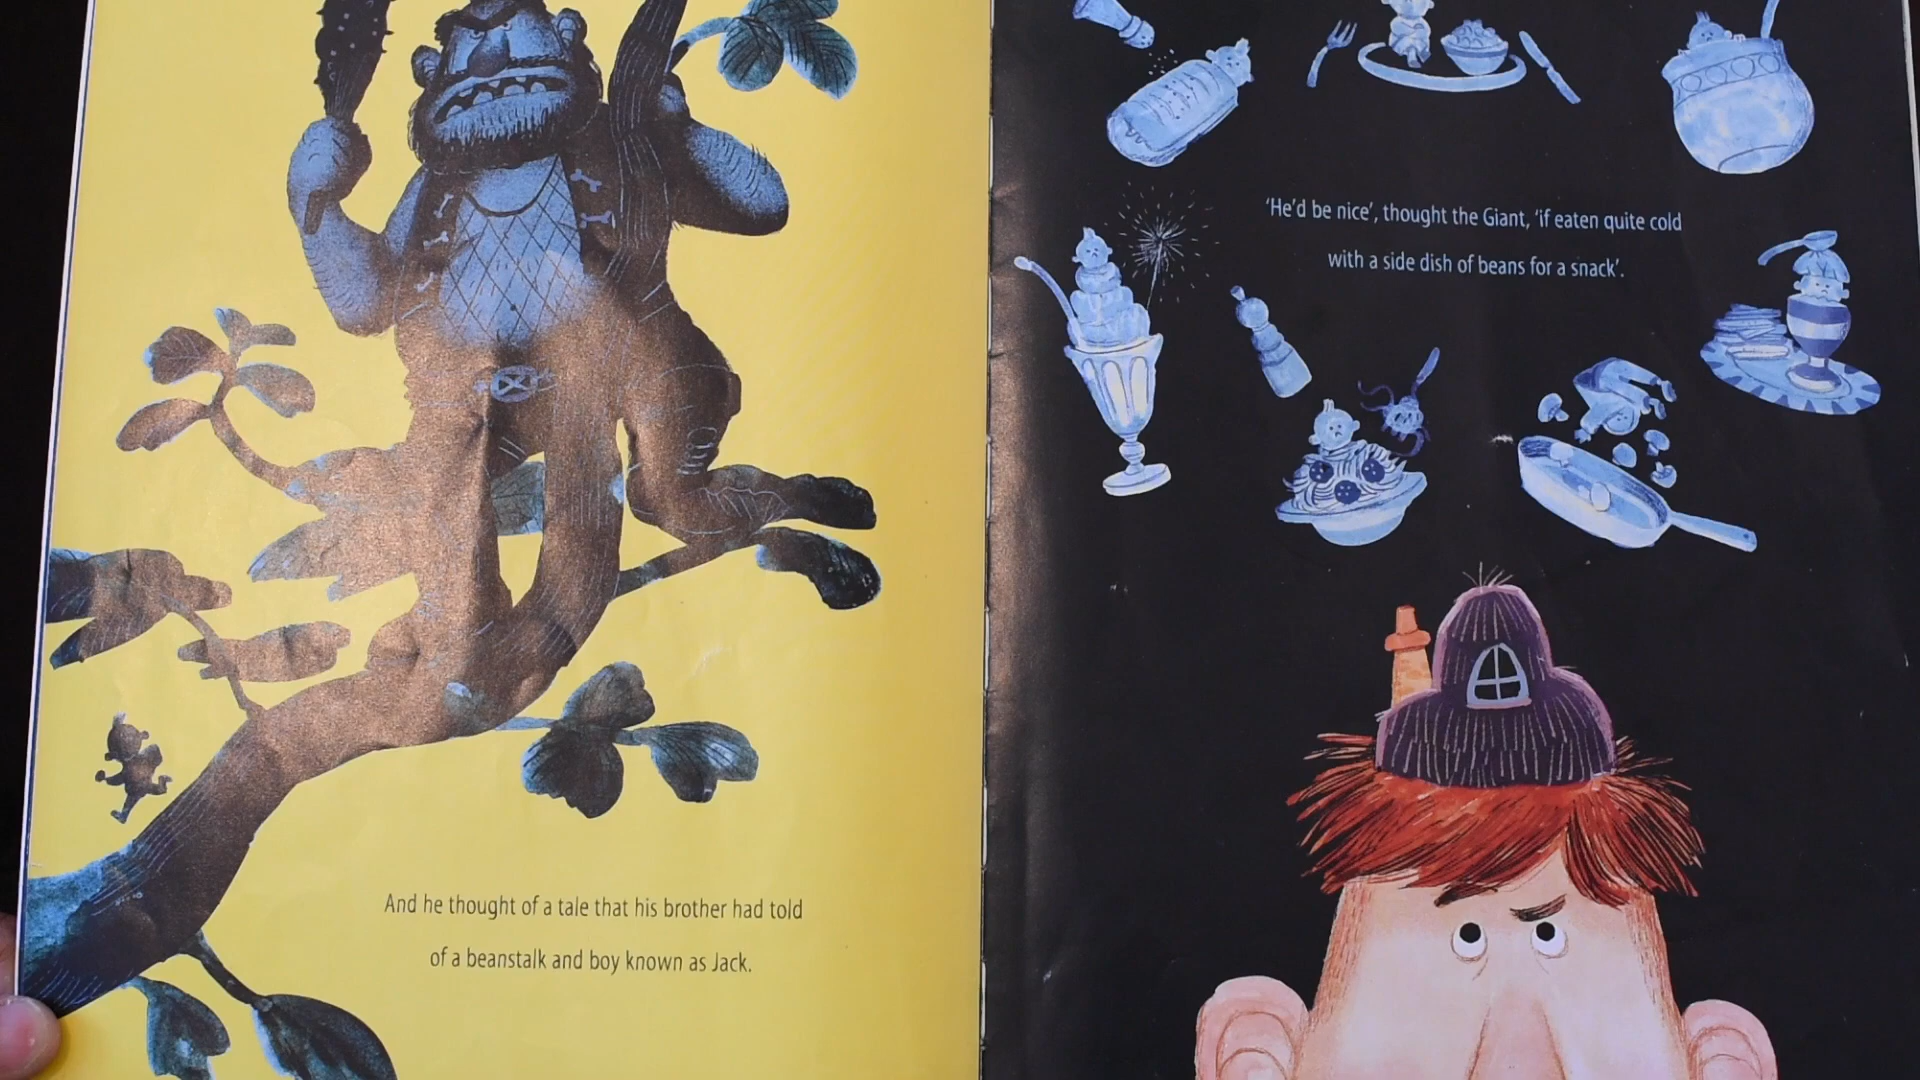 And he thought of a tale that his brother had told
of a beanstalk and boy known as Jack.
‘He’d be nice’, thought the Giant, ‘if eaten quite cold
with a side dish of beans for a snack’.